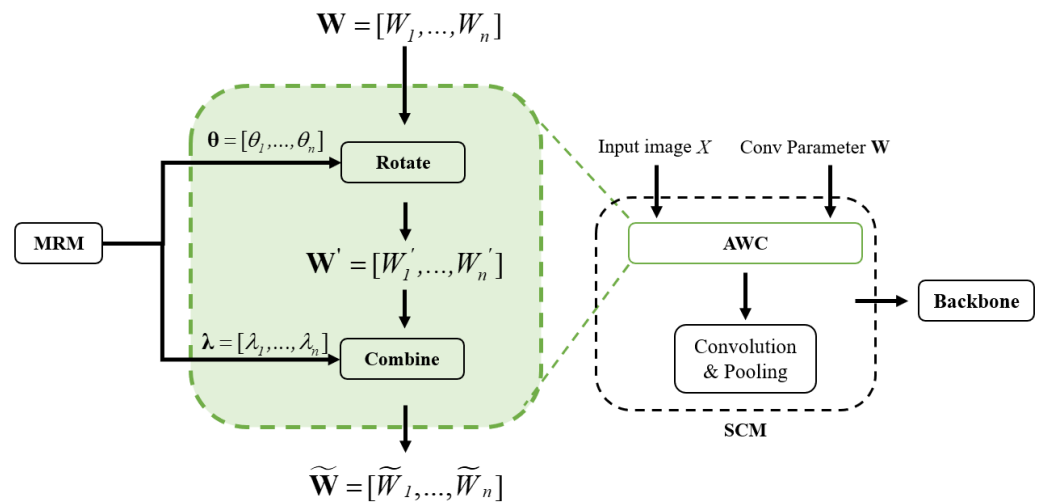 𝐖 = [W₁,...,Wₙ]
𝛉 = [θ₁,...,θₙ]
Rotate
MRM
𝐖' = [W₁',...,Wₙ']
𝛌 = [λ₁,...,λₙ]
Combine
𝐖̃ = [W̃₁,...,W̃ₙ]
Input image X
Conv Parameter 𝐖
AWC
Convolution
& Pooling
SCM
Backbone